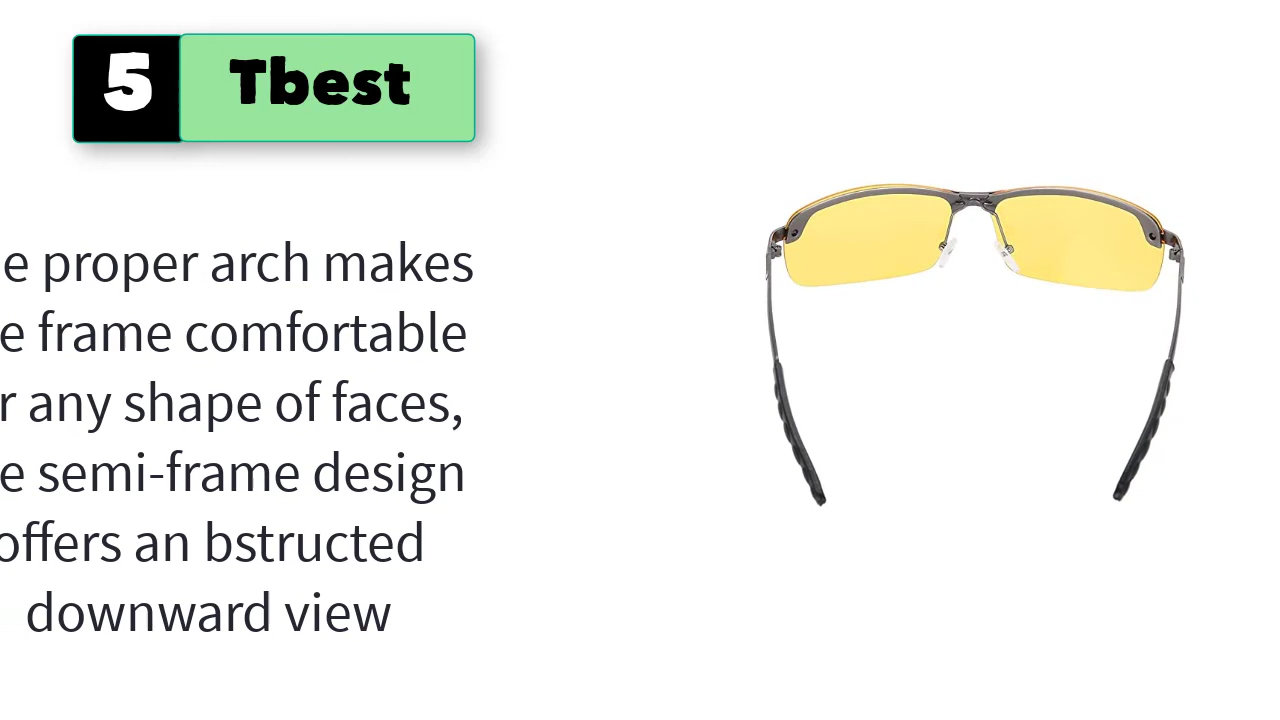 5 Tbest
e proper arch makes
e frame comfortable
r any shape of faces,
e semi-frame design
offers an bstructed
downward view